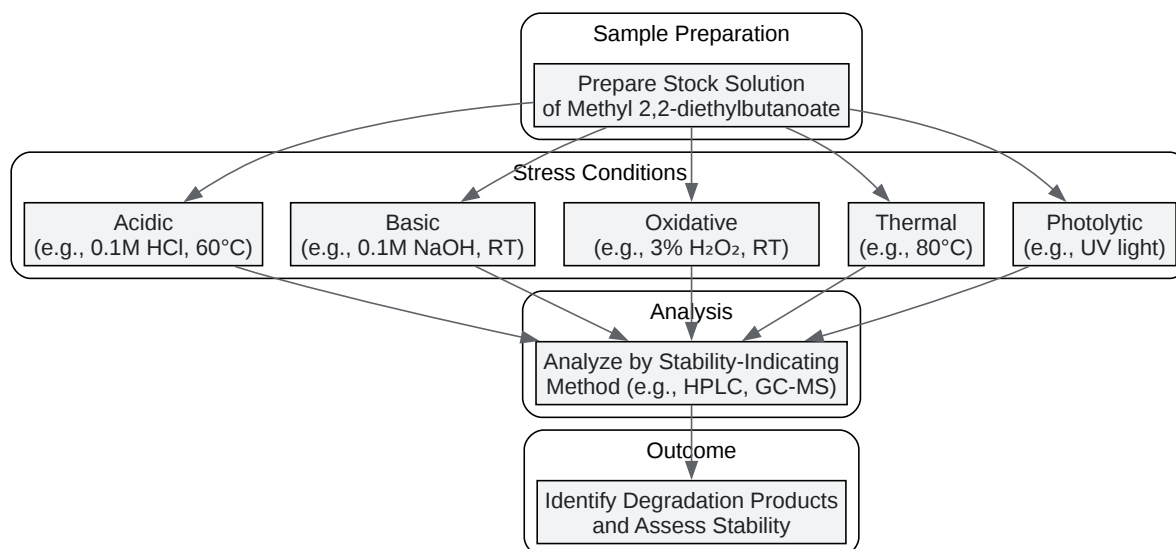 Sample Preparation
Prepare Stock Solution
of Methyl 2,2-diethylbutanoate
Stress Conditions
Acidic
(e.g., 0.1M HCl, 60°C)
Basic
(e.g., 0.1M NaOH, RT)
Oxidative
(e.g., 3% H₂O₂, RT)
Thermal
(e.g., 80°C)
Photolytic
(e.g., UV light)
Analysis
Analyze by Stability-Indicating
Method (e.g., HPLC, GC-MS)
Outcome
Identify Degradation Products
and Assess Stability